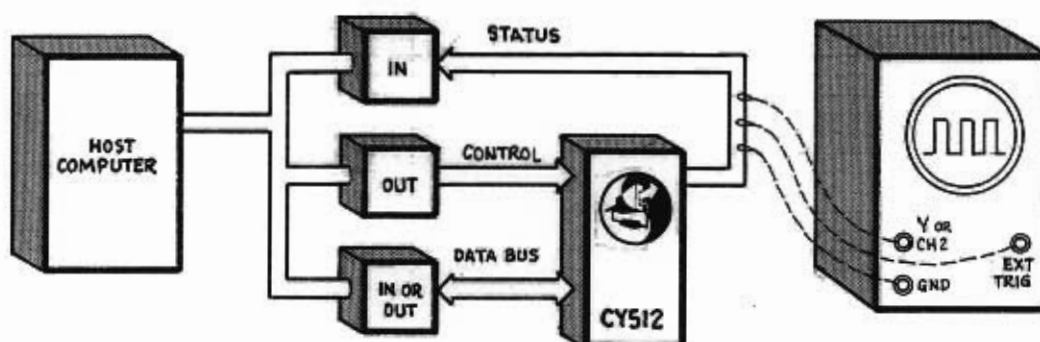 HOST
COMPUTER
IN
STATUS
OUT
CONTROL
IN OR
OUT
DATA BUS
CY512
Y OR
CH2
GND
EXT
TRIG